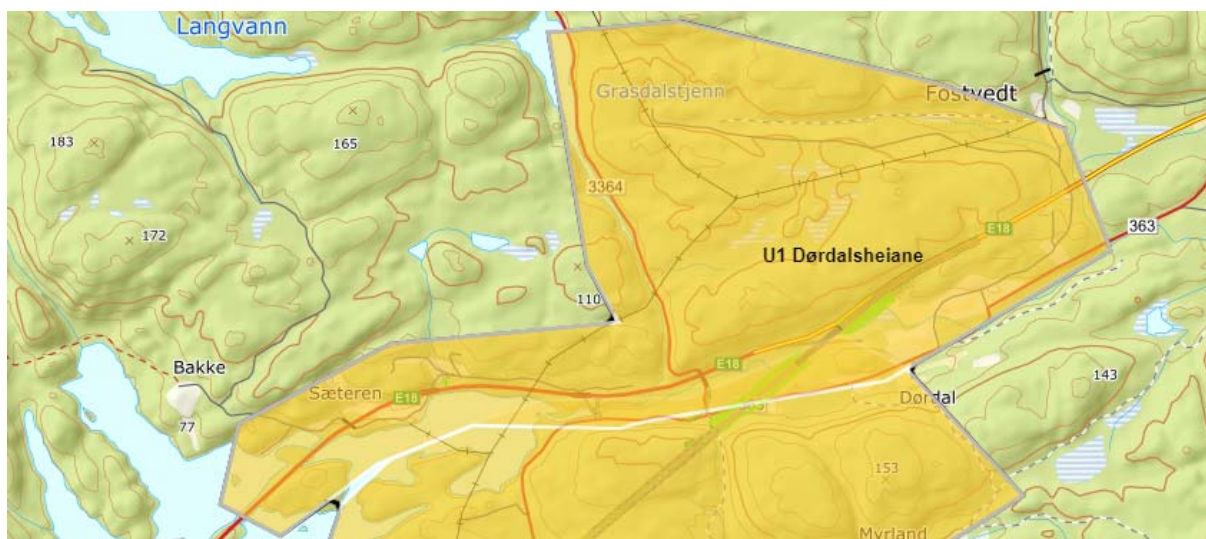 Langvann
Grasdalstjenn
Fostvedt
183
165
3364
172
363
E18
U1 Dørdalsheiane
110
E18
Bakke
143
Sæteren
E18
Dørdal
77
153
Myrland